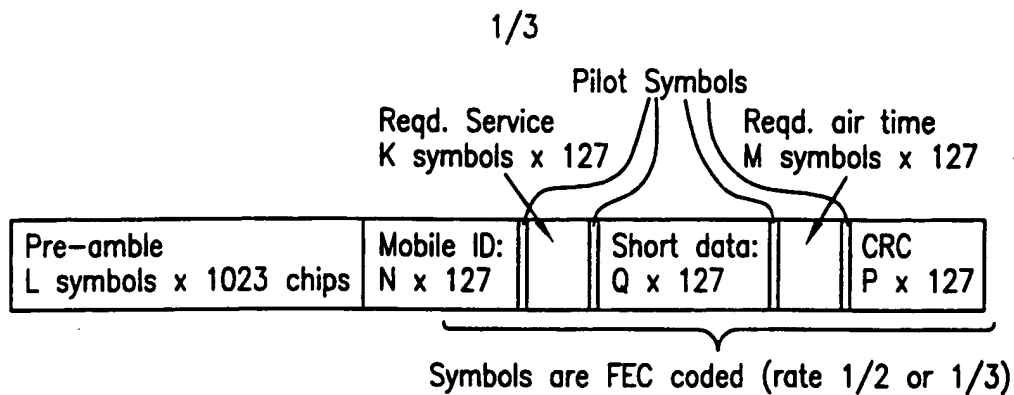 1/3
Pilot Symbols
Reqd. Service
K symbols x 127
Reqd. air time
M symbols x 127
Pre-amble
L symbols x 1023 chips
Mobile ID:
N x 127
Short data:
Q x 127
CRC
P x 127
Symbols are FEC coded (rate 1/2 or 1/3)